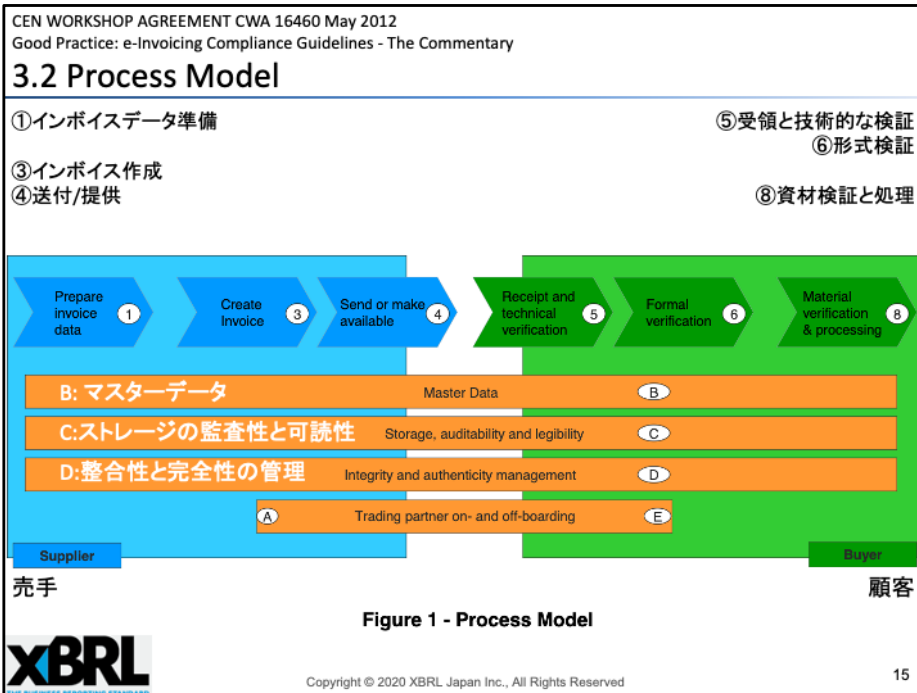 CEN WORKSHOP AGREEMENT CWA 16460 May 2012
Good Practice: e-Invoicing Compliance Guidelines - The Commentary
3.2 Process Model
①インボイスデータ準備
③インボイス作成
④送付/提供
⑤受領と技術的な検証
⑥形式検証
⑧資材検証と処理
Prepare
invoice
data
1
Create
Invoice
3
Send or make
available
4
Receipt and
technical
verification
5
Formal
verification
6
Material
verification
& processing
8
B: マスターデータ
Master Data
B
C:ストレージの監査性と可読性
Storage, auditability and legibility
C
D:整合性と完全性の管理
Integrity and authenticity management
D
A
Trading partner on- and off-boarding
E
Supplier
Buyer
売手
顧客
Figure 1 - Process Model
XBRL
THE BUSINESS REPORTING STANDARD
Copyright © 2020 XBRL Japan Inc., All Rights Reserved
15